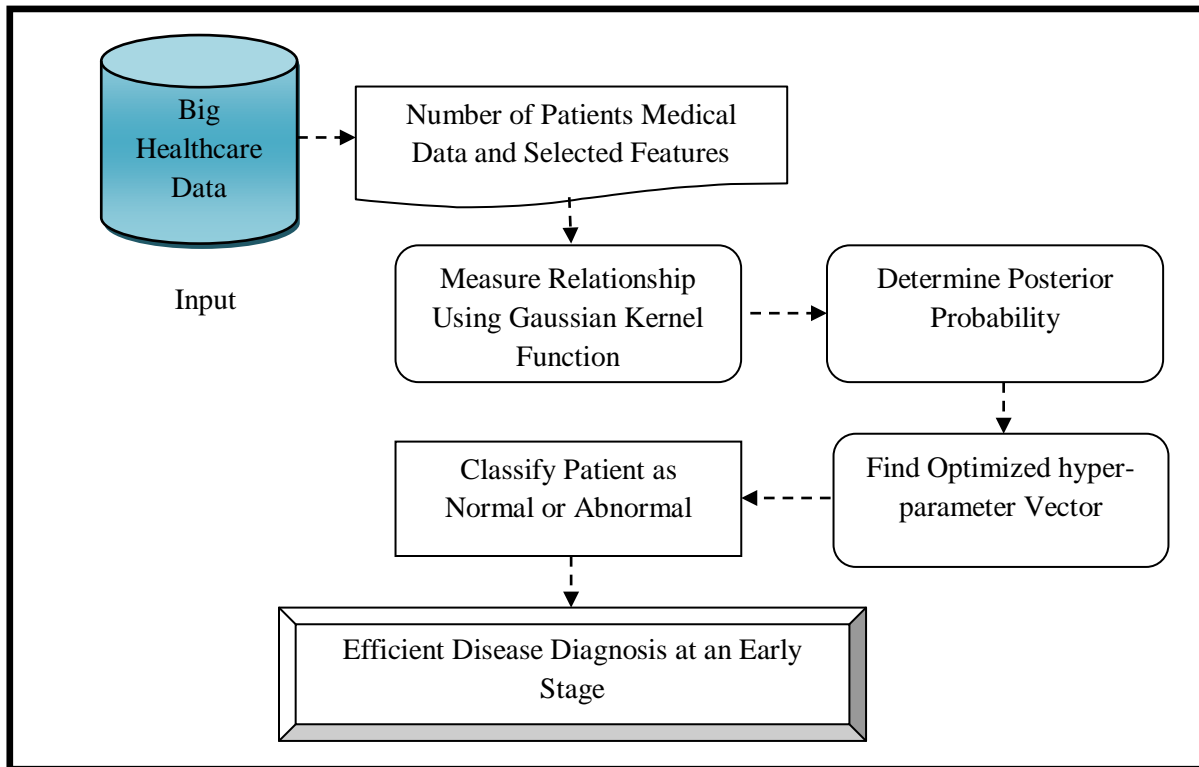 Big
Healthcare
Data
Input
Number of Patients Medical
Data and Selected Features
Measure Relationship
Using Gaussian Kernel
Function
Determine Posterior
Probability
Find Optimized hyper-
parameter Vector
Classify Patient as
Normal or Abnormal
Efficient Disease Diagnosis at an Early
Stage